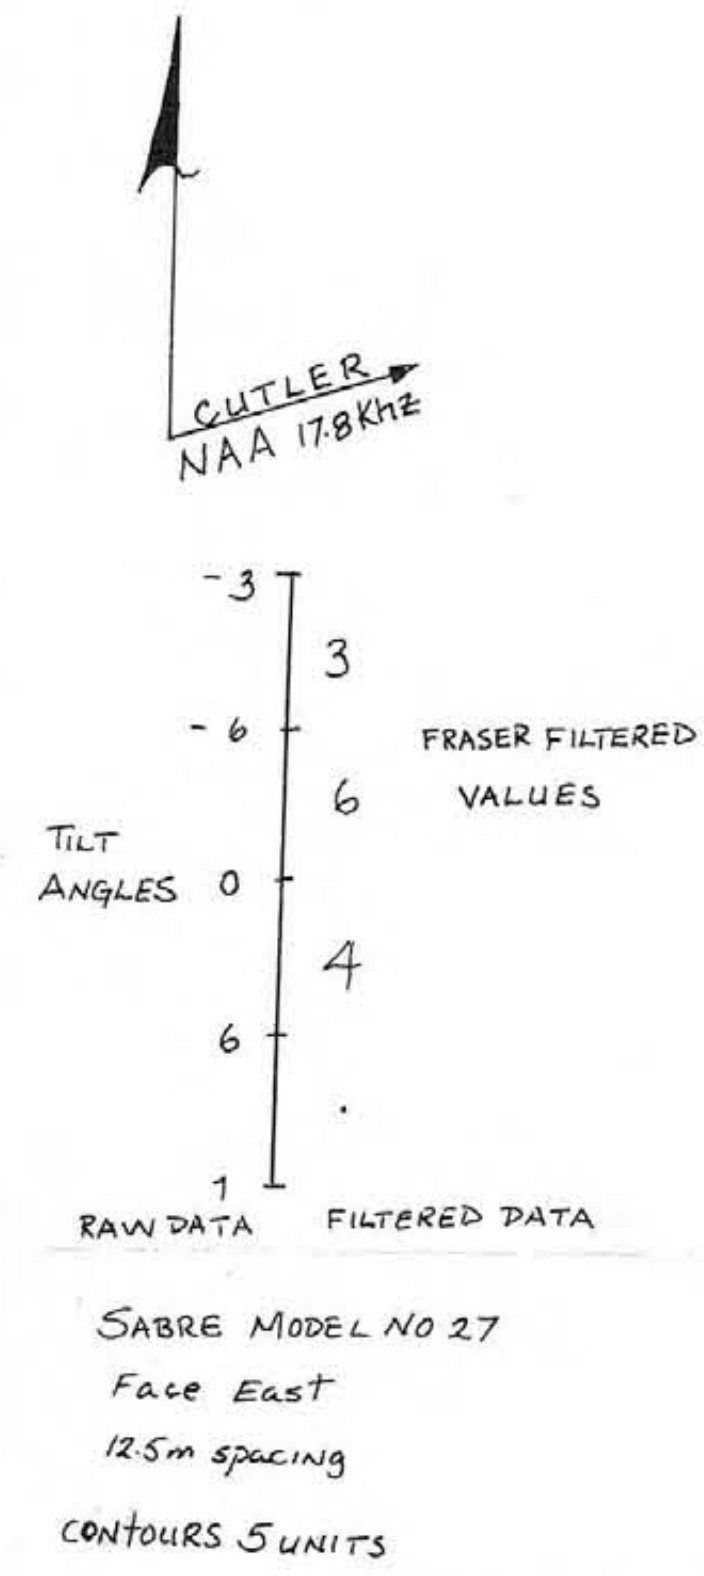 CUTLER
NAA 17.8Khz
-3
3
-6
FRASER FILTERED
6
VALUES
TILT
ANGLES 0
4
6
.
1
RAW DATA FILTERED DATA
SABRE MODEL NO 27
Face East
12.5m spacing
CONTOURS 5 UNITS